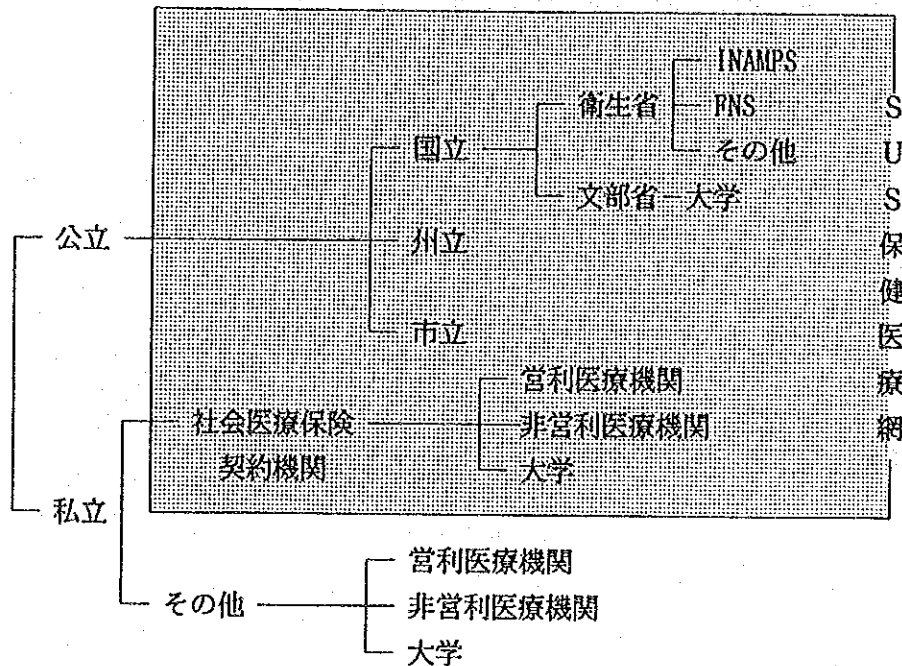 INAMPS
衛生省
FNS
国立
その他
文部省
大学
公立
州立
市立
営利医療機関
社会医療保険
非営利医療機関
契約機関
大学
私立
SUS保健医療網
営利医療機関
その他
非営利医療機関
大学